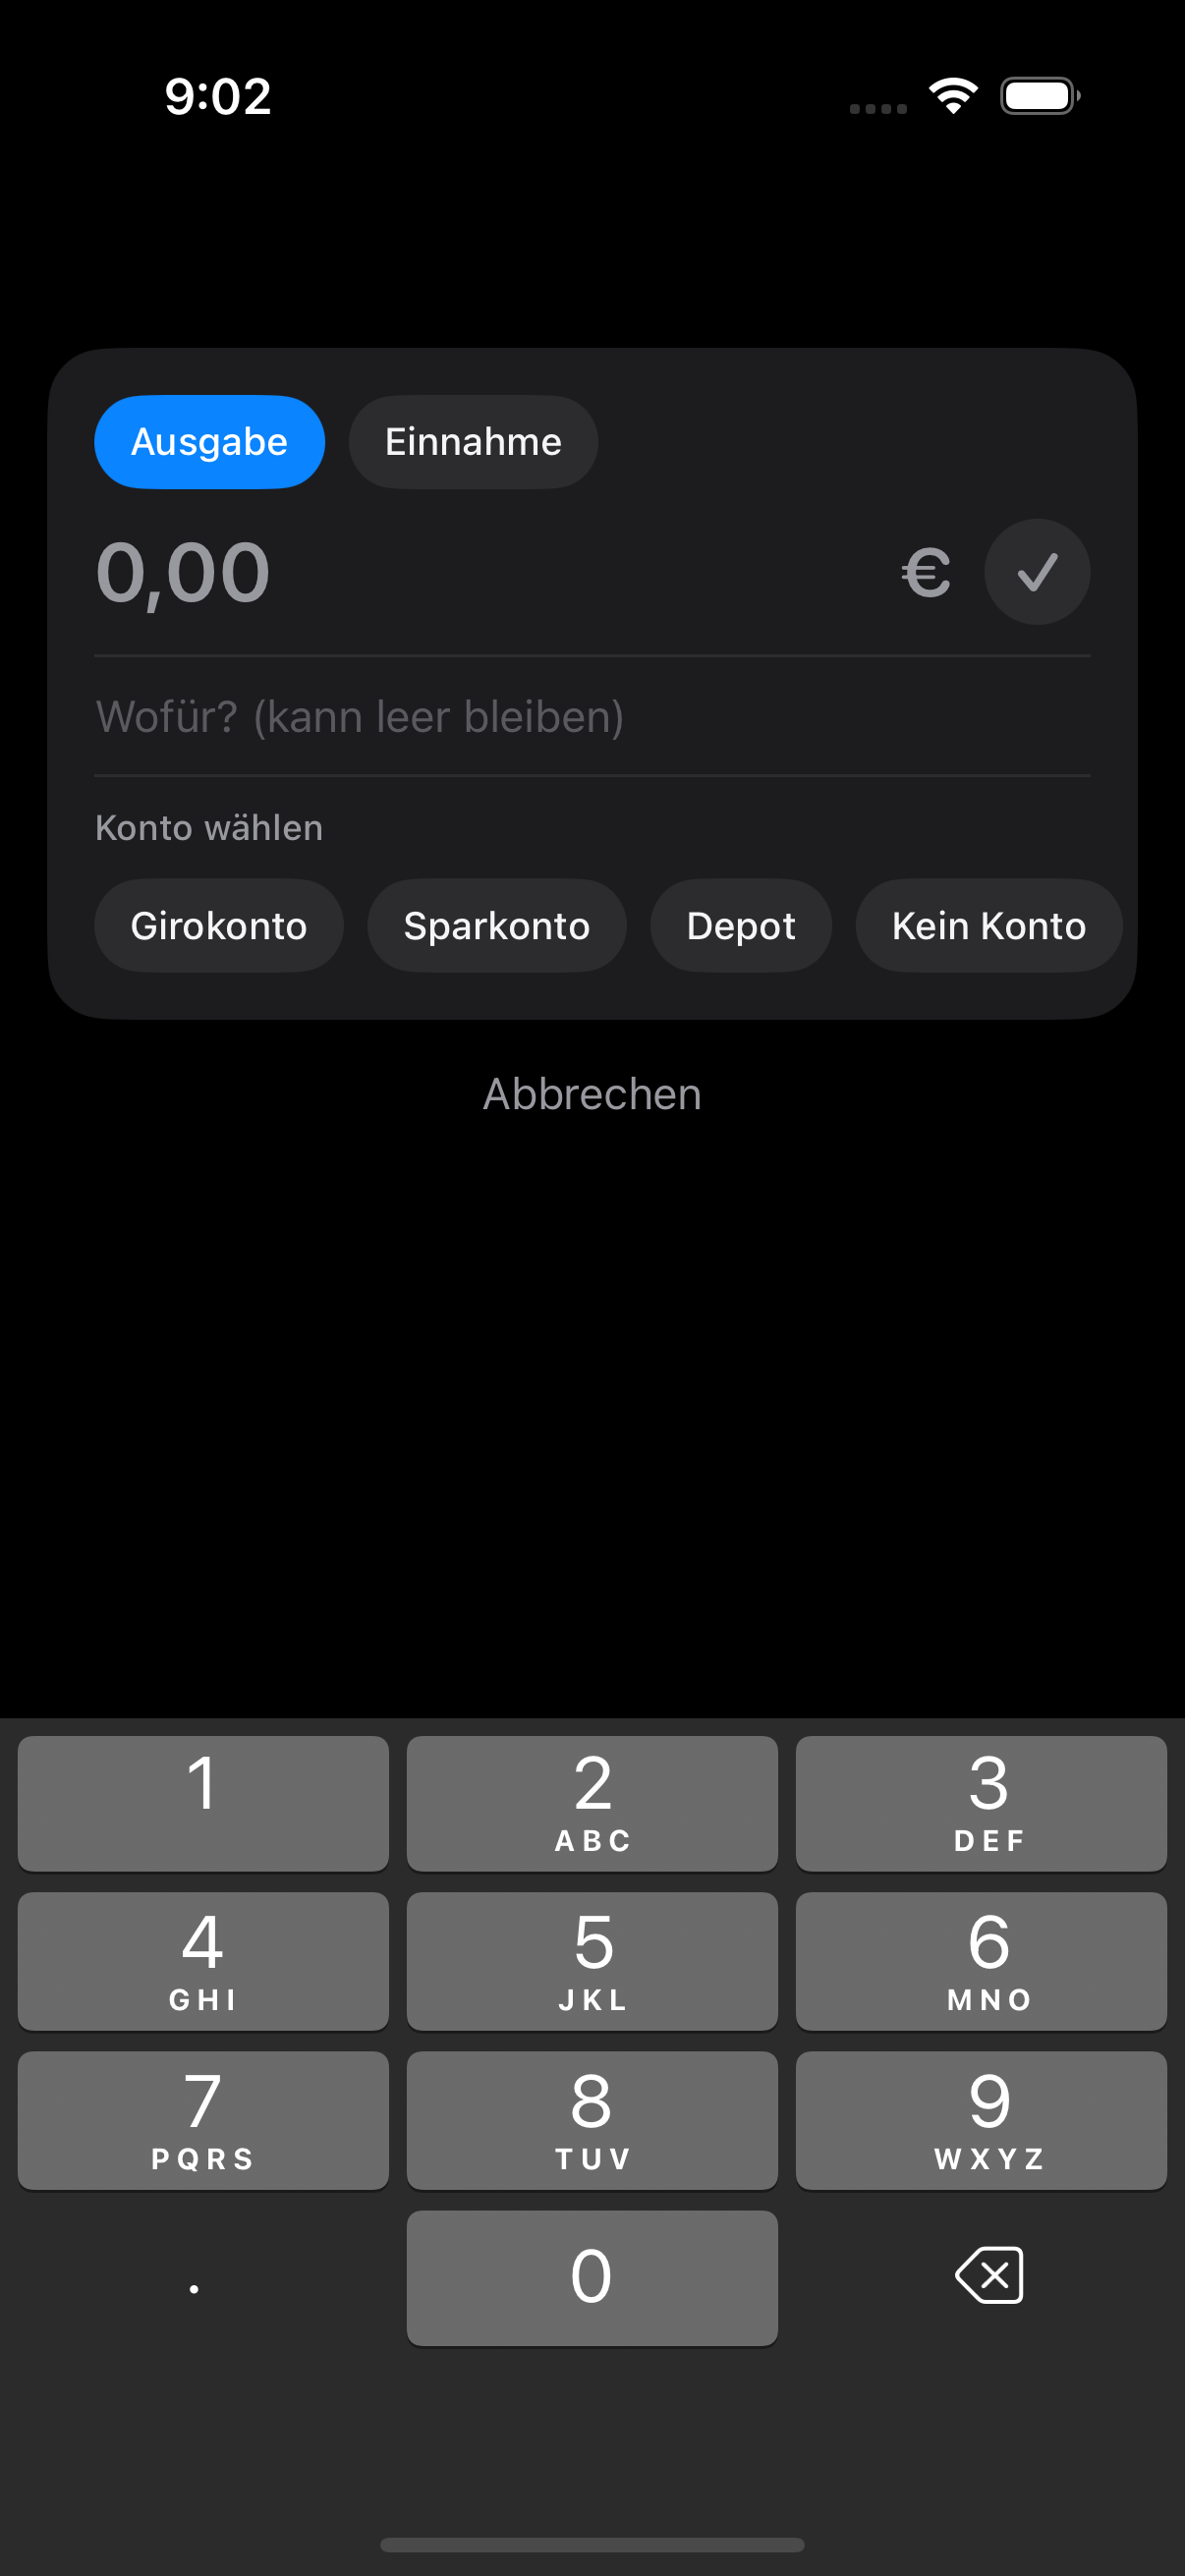 9:02
Ausgabe Einnahme
0,00 €
Wofür? (kann leer bleiben)
Konto wählen
Girokonto Sparkonto Depot Kein Konto
Abbrechen
1 2 3
ABC DEF
4 5 6
GHI JKL MNO
7 8 9
PQRS TUV WXYZ
. 0